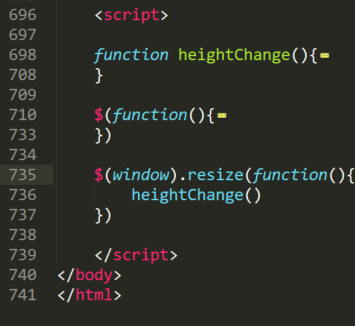 696 <script>
697
698 function heightChange(){
708 }
709
710 $(function(){
733 })
734
735 $(window).resize(function(){
736 heightChange()
737 })
738
739 </script>
740 </body>
741 </html>